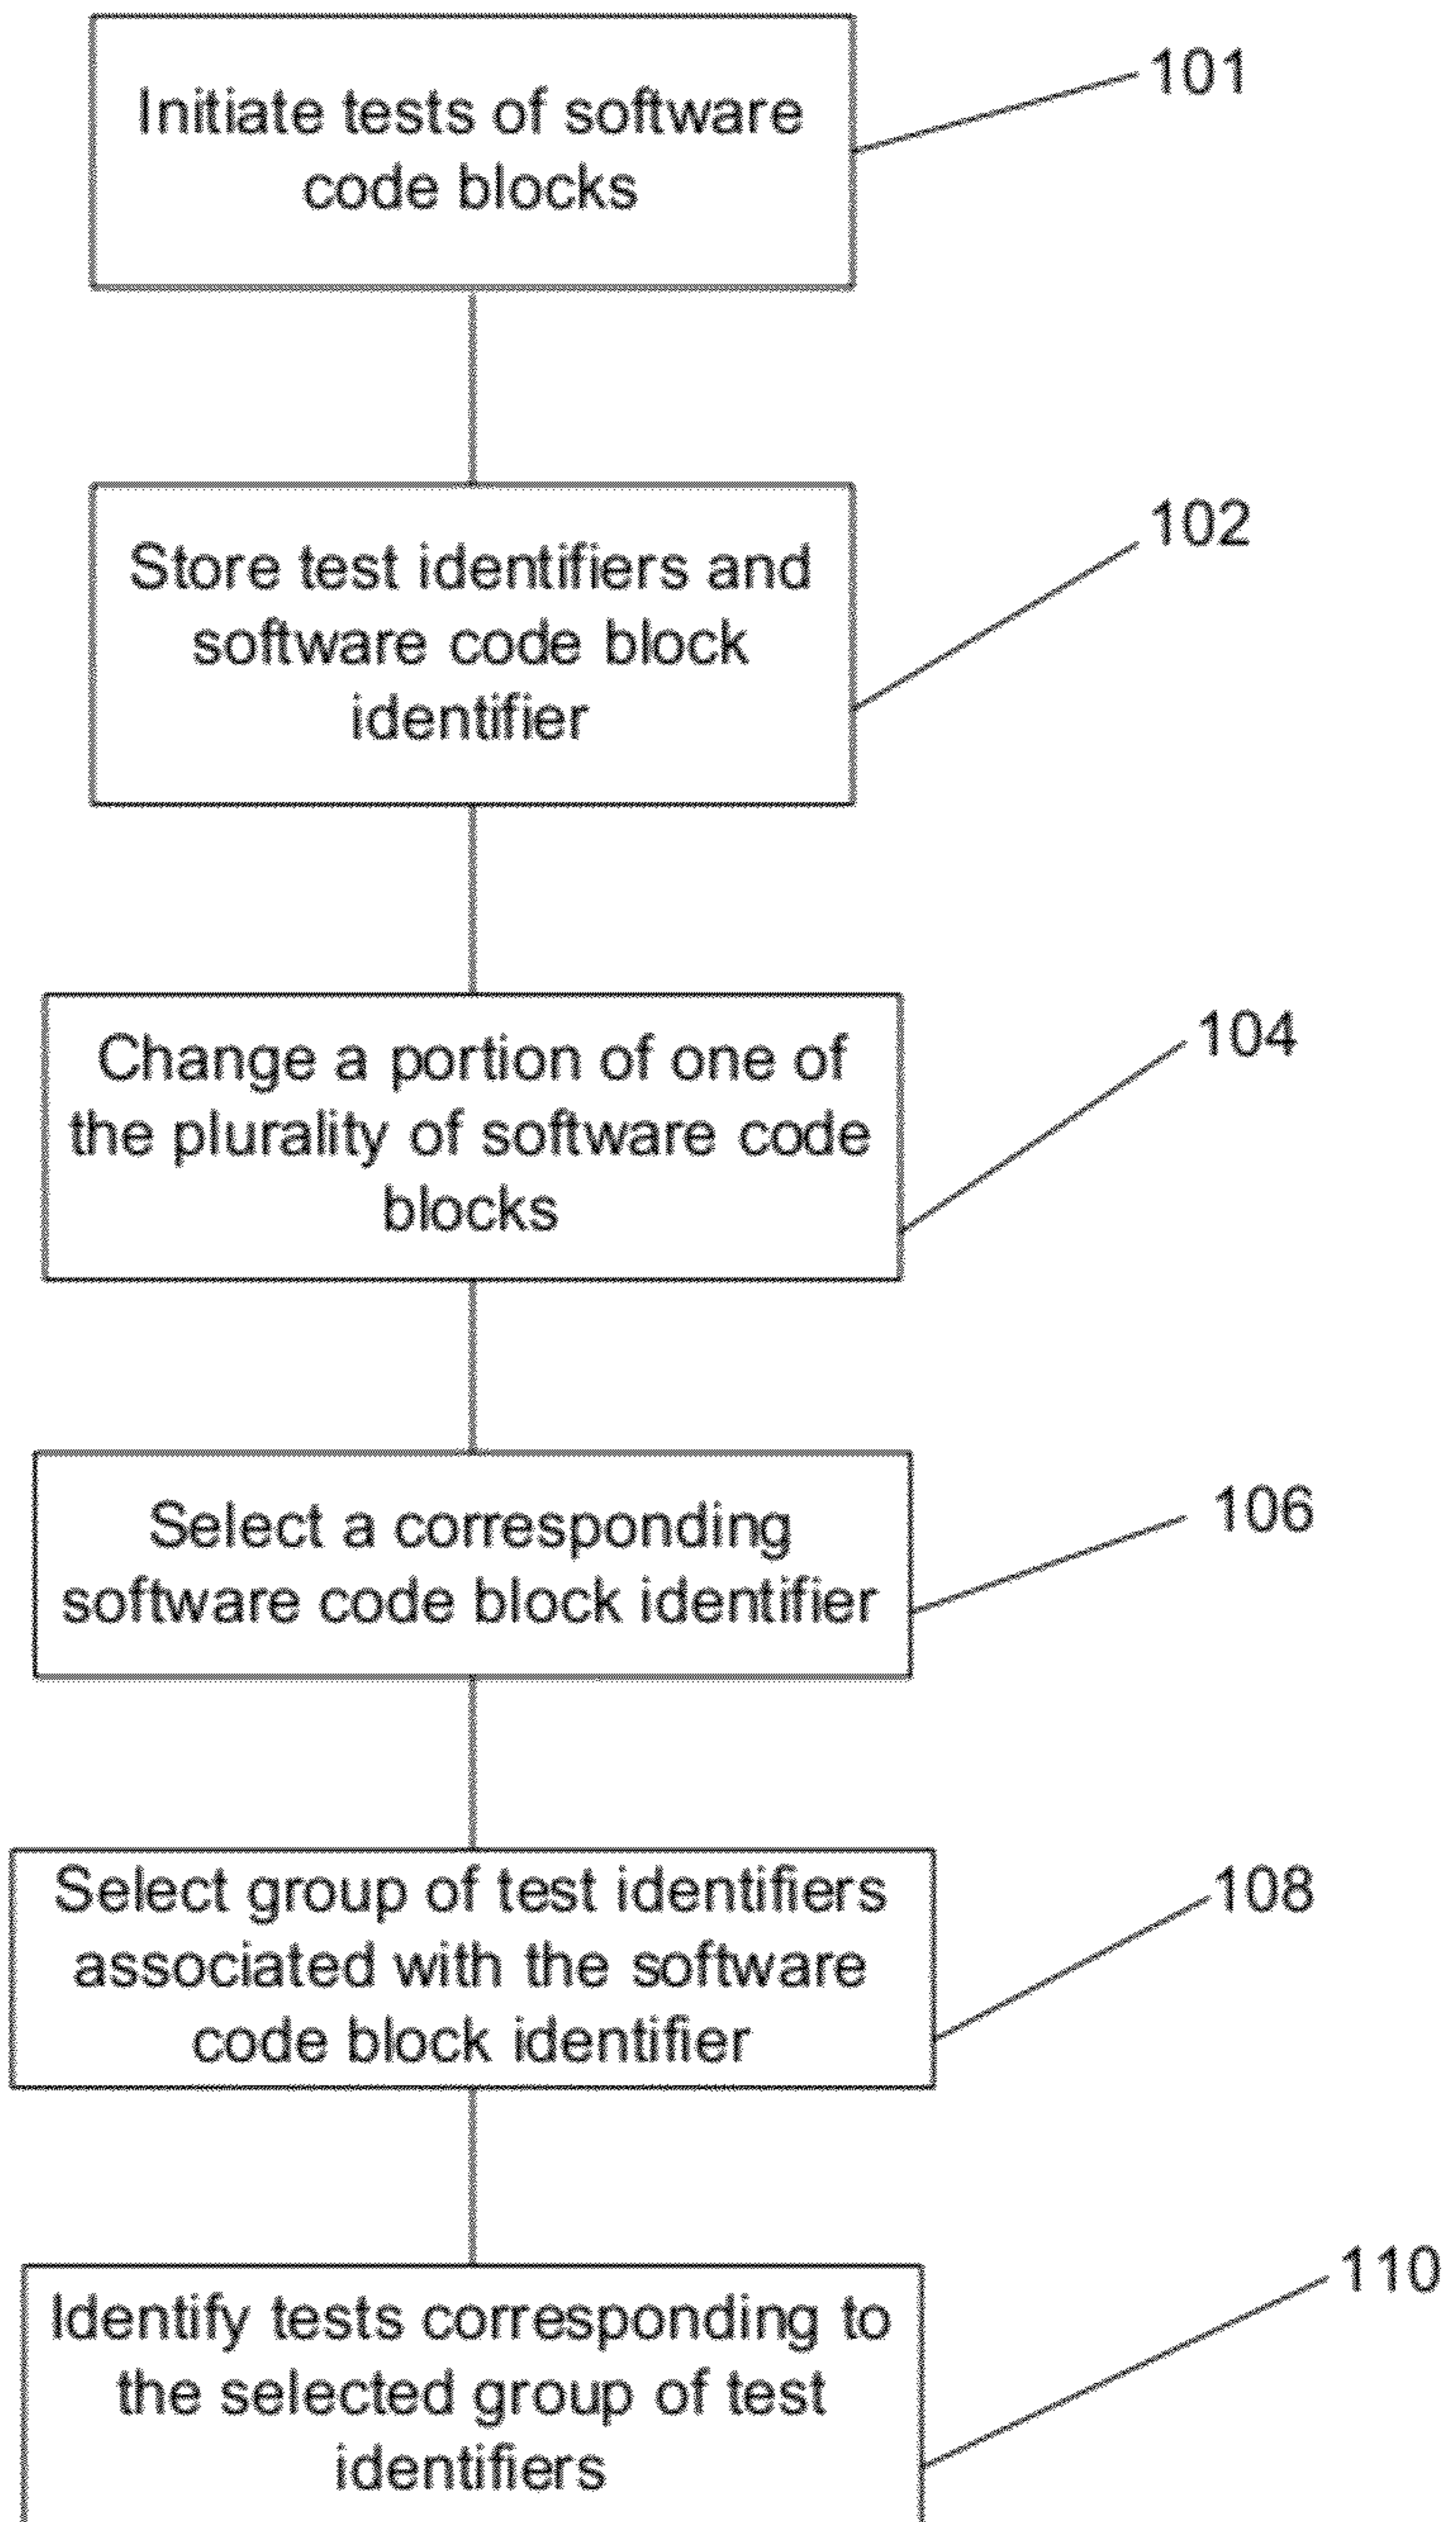 Initiate tests of software
code blocks
101
Store test identifiers and
software code block
identifier
102
Change a portion of one of
the plurality of software code
blocks
104
Select a corresponding
software code block identifier
106
Select group of test identifiers
associated with the software
code block identifier
108
Identify tests corresponding to
the selected group of test
identifiers
110